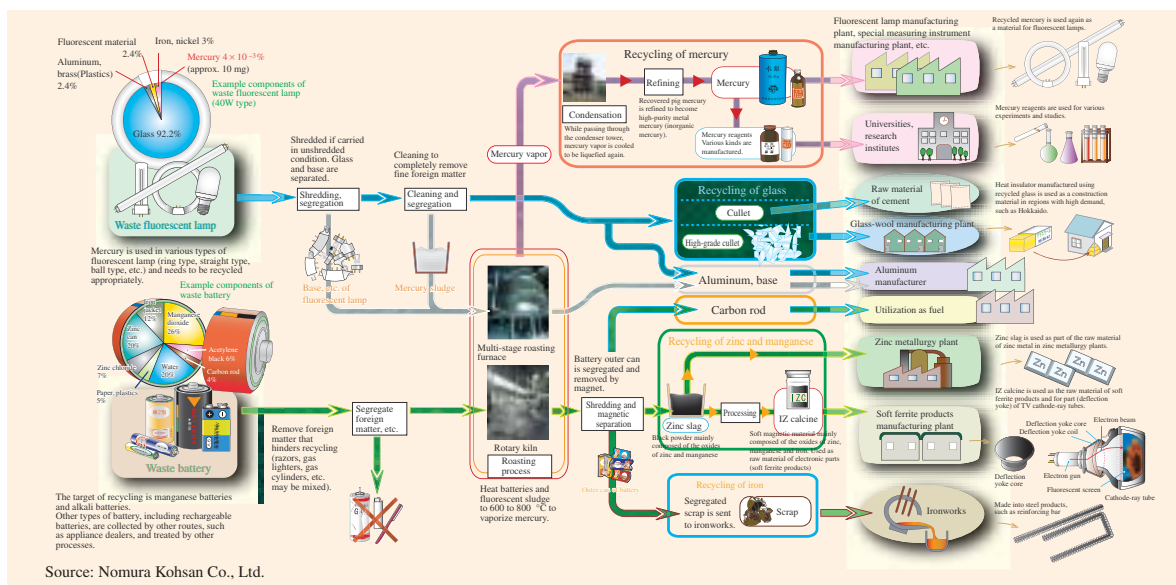 Fluorescent material
2.4%
Iron, nickel 3%
Aluminum,
brass(Plastics)
2.4%
Mercury 4×10⁻³%
(approx. 10 mg)
Example components of
waste fluorescent lamp
(40W type)
Glass 92.2%
Waste fluorescent lamp
Mercury is used in various types of
fluorescent lamp (ring type, straight type,
ball type, etc.) and needs to be recycled
appropriately.
Shredded if carried
in unshredded
condition. Glass
and base are
separated.
Shredding,
segregation
Base, etc. of
fluorescent lamp
Cleaning to
completely remove
fine foreign matter
Cleaning and
segregation
Mercury sludge
Mercury vapor
Recycling of mercury
Condensation
While passing through
the condenser tower,
mercury vapor is cooled
to be liquefied again.
Refining
Recovered pig mercury
is refined to become
high-purity metal
mercury (inorganic
mercury).
Mercury
Mercury reagents
Various kinds are
manufactured.
Fluorescent lamp manufacturing
plant, special measuring instrument
manufacturing plant, etc.
Recycled mercury is used again as
a material for fluorescent lamps.
Universities,
research
institutes
Mercury reagents are used for various
experiments and studies.
Recycling of glass
Cullet
High-grade cullet
Raw material
of cement
Glass-wool manufacturing plant
Heat insulator manufactured using
recycled glass is used as a construction
material in regions with high demand,
such as Hokkaido.
Aluminum, base
Aluminum
manufacturer
Carbon rod
Utilization as fuel
Example components of
waste battery
Iron
jacket
12%
Manganese
dioxide
26%
Zinc
can
20%
Acetylene
black 6%
Carbon rod
4%
Water
20%
Zinc chloride
7%
Paper, plastics
5%
Waste battery
The target of recycling is manganese batteries
and alkali batteries.
Other types of battery, including rechargeable
batteries, are collected by other routes, such
as appliance dealers, and treated by other
processes.
Remove foreign
matter that
hinders recycling
(razors, gas
lighters, gas
cylinders, etc.
may be mixed).
Segregate
foreign
matter, etc.
Multi-stage roasting
furnace
Rotary kiln
Roasting
process
Heat batteries and
fluorescent sludge
to 600 to 800 °C to
vaporize mercury.
Battery outer can
is segregated and
removed by
magnet.
Shredding and
magnetic
separation
Outer can of battery
Recycling of zinc and manganese
Zinc slag
Black powder mainly
composed of the oxides
of zinc and manganese
Processing
IZC
IZ calcine
Soft magnetic material mainly
composed of the oxides of zinc,
manganese and iron. Used as
raw material of electronic parts
(soft ferrite products)
Zinc metallurgy plant
Zinc slag is used as part of the raw material
of zinc metal in zinc metallurgy plants.
Zn
Zn
Zn
Zn
IZ calcine is used as the raw material of soft
ferrite products and for part (deflection yoke)
of TV cathode-ray tubes.
Soft ferrite products
manufacturing plant
Deflection
yoke core
Deflection yoke core
Deflection yoke coil
Electron beam
Electron gun
Fluorescent screen
Cathode-ray tube
Recycling of iron
Segregated
scrap is sent
to ironworks.
Scrap
Ironworks
Made into steel products,
such as reinforcing bar
Source: Nomura Kohsan Co., Ltd.